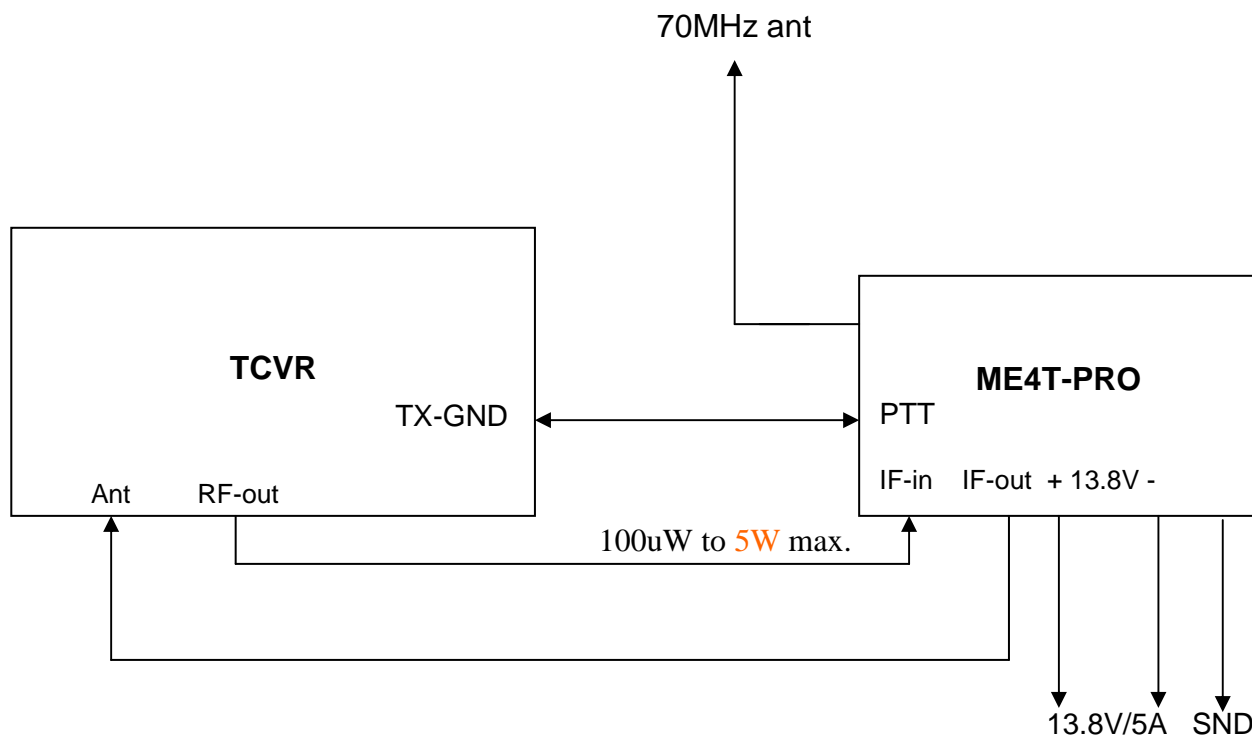 70MHz ant
TCVR
ME4T-PRO
TX-GND
PTT
Ant
RF-out
IF-in
IF-out
+ 13.8V -
100uW to 5W max.
13.8V/5A
SND